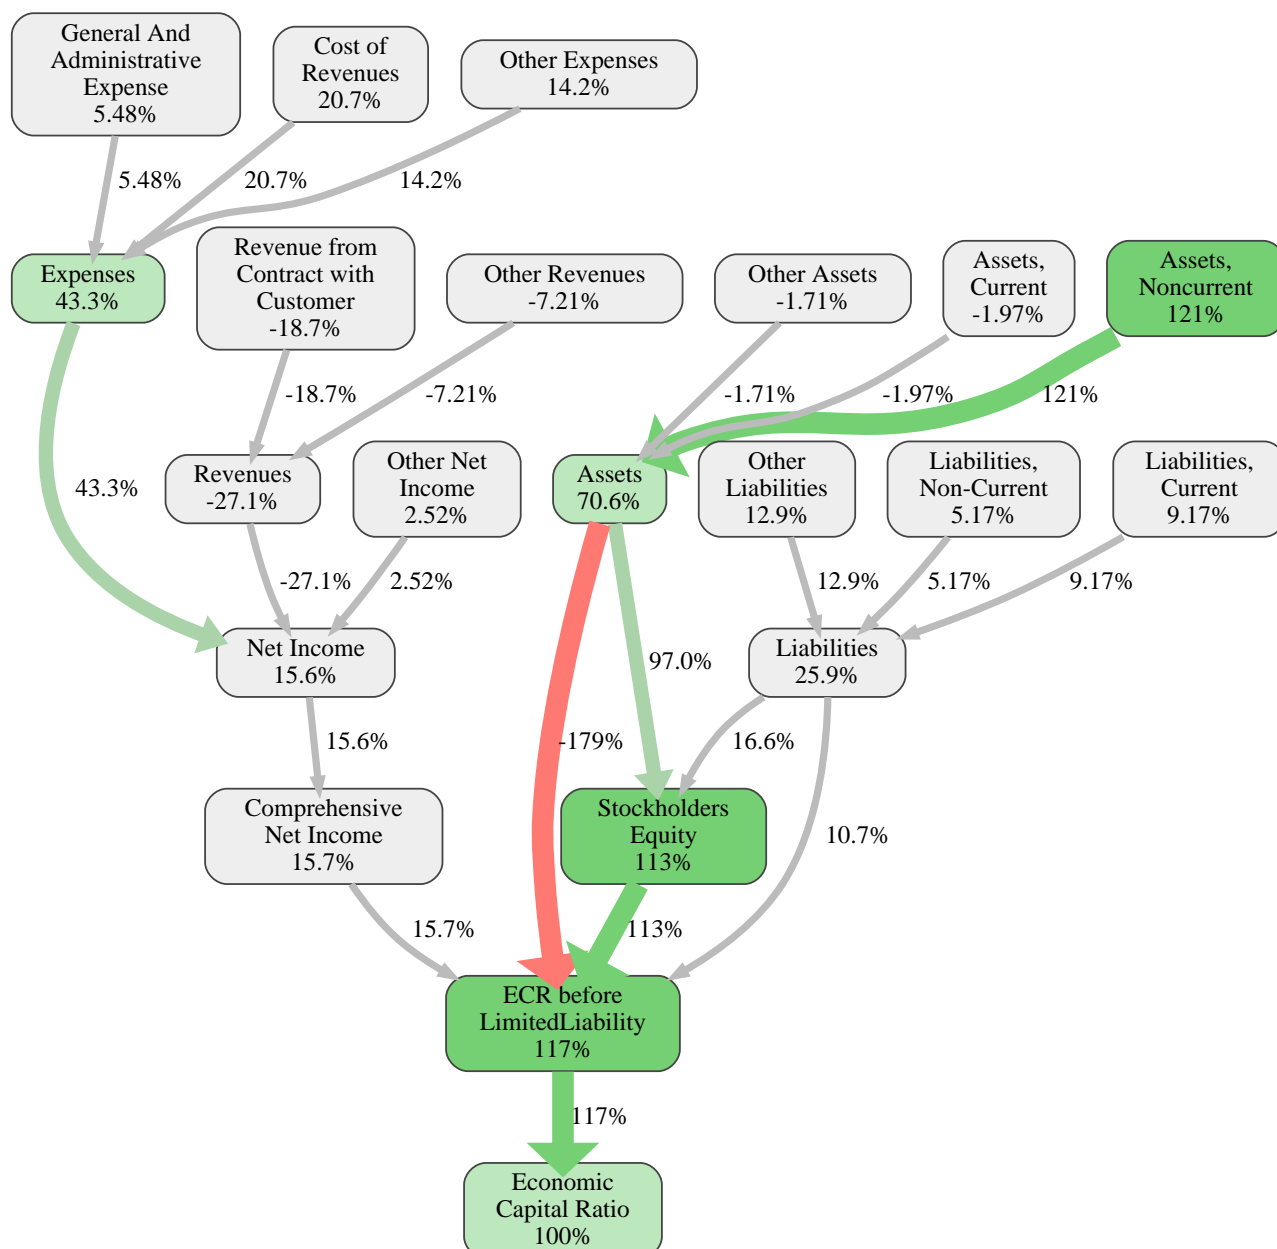 General And
Administrative
Expense
5.48%
Cost of
Revenues
20.7%
Other Expenses
14.2%
5.48%
20.7%
14.2%
Expenses
43.3%
Revenue from
Contract with
Customer
-18.7%
Other Revenues
-7.21%
Other Assets
-1.71%
Assets,
Current
-1.97%
Assets,
Noncurrent
121%
-18.7%
-7.21%
-1.71%
-1.97%
121%
43.3%
Revenues
-27.1%
Other Net
Income
2.52%
Assets
70.6%
Other
Liabilities
12.9%
Liabilities,
Non-Current
5.17%
Liabilities,
Current
9.17%
-27.1%
2.52%
12.9%
5.17%
9.17%
Net Income
15.6%
97.0%
Liabilities
25.9%
15.6%
-179%
16.6%
Comprehensive
Net Income
15.7%
Stockholders
Equity
113%
10.7%
15.7%
113%
ECR before
LimitedLiability
117%
117%
Economic
Capital Ratio
100%